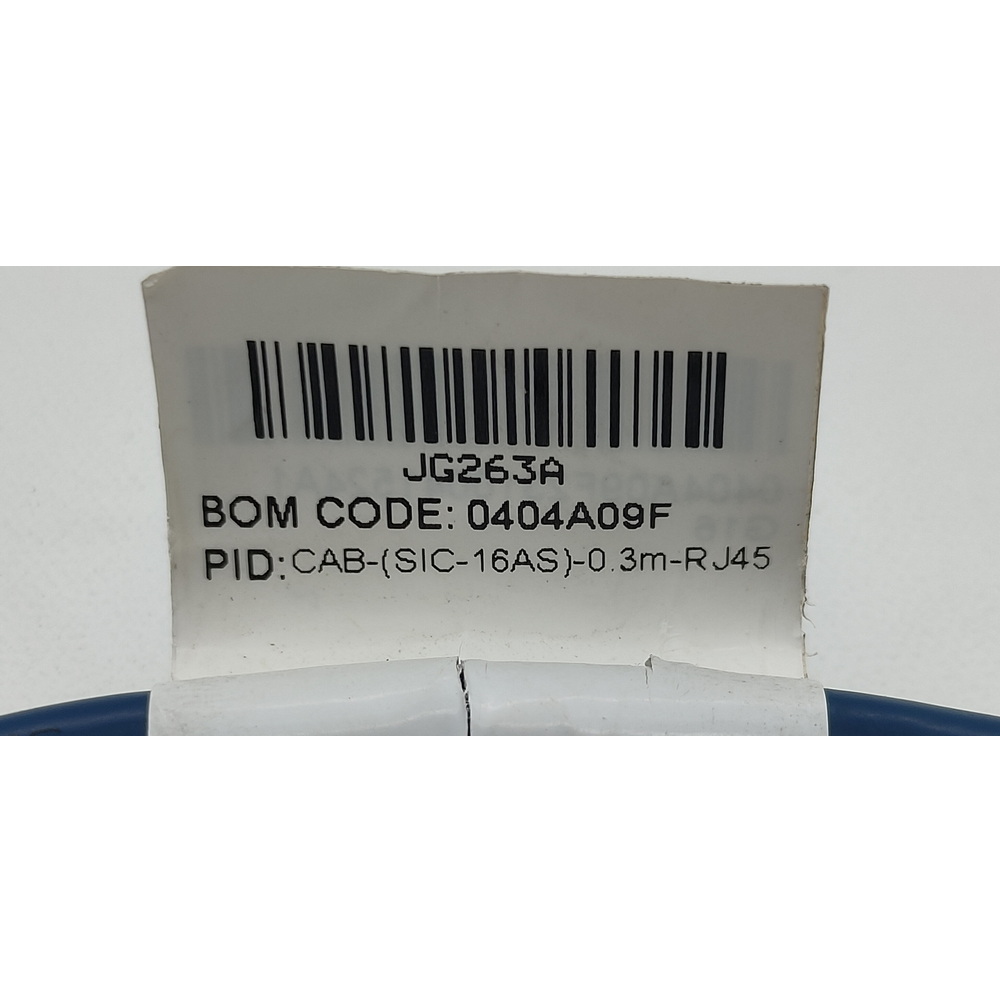 JG263A
BOM CODE: 0404A09F
PID:CAB-(SIC-16AS)-0.3m-RJ45